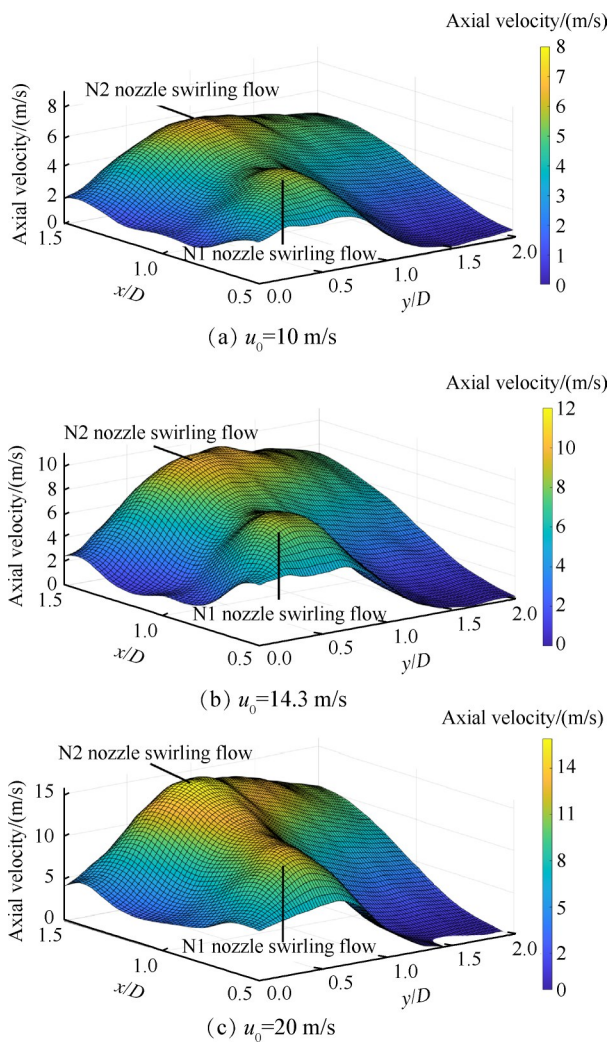 Axial velocity/(m/s)
8
7
6
5
4
3
2
1
0
N2 nozzle swirling flow
Axial velocity/(m/s)
8
6
4
2
0
1.5
1.0
0.5
x/D
N1 nozzle swirling flow
0.0
0.5
1.0
1.5
2.0
y/D
(a) u₀=10 m/s
Axial velocity/(m/s)
12
10
8
6
4
2
0
N2 nozzle swirling flow
Axial velocity/(m/s)
10
8
6
4
2
0
1.5
1.0
0.5
x/D
N1 nozzle swirling flow
0.0
0.5
1.0
1.5
2.0
y/D
(b) u₀=14.3 m/s
Axial velocity/(m/s)
14
11
8
5
2
0
N2 nozzle swirling flow
Axial velocity/(m/s)
15
10
5
0
1.5
1.0
0.5
x/D
N1 nozzle swirling flow
0.0
0.5
1.0
1.5
2.0
y/D
(c) u₀=20 m/s